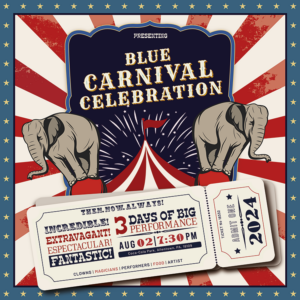 PRESENTING
BLUE
CARNIVAL
CELEBRATION
THEN, NOW, ALWAYS!
INCREDIBLE!
EXTRAVAGANT!
ESPECTACULAR!
FANTASTIC!
3 DAYS OF BIG
PERFORMANCE
AUG 02 | 7:30 PM
CLOWNS | MAGICIANS | PERFORMERS | FOOD | ARTIST
ADMIT ONE
2024